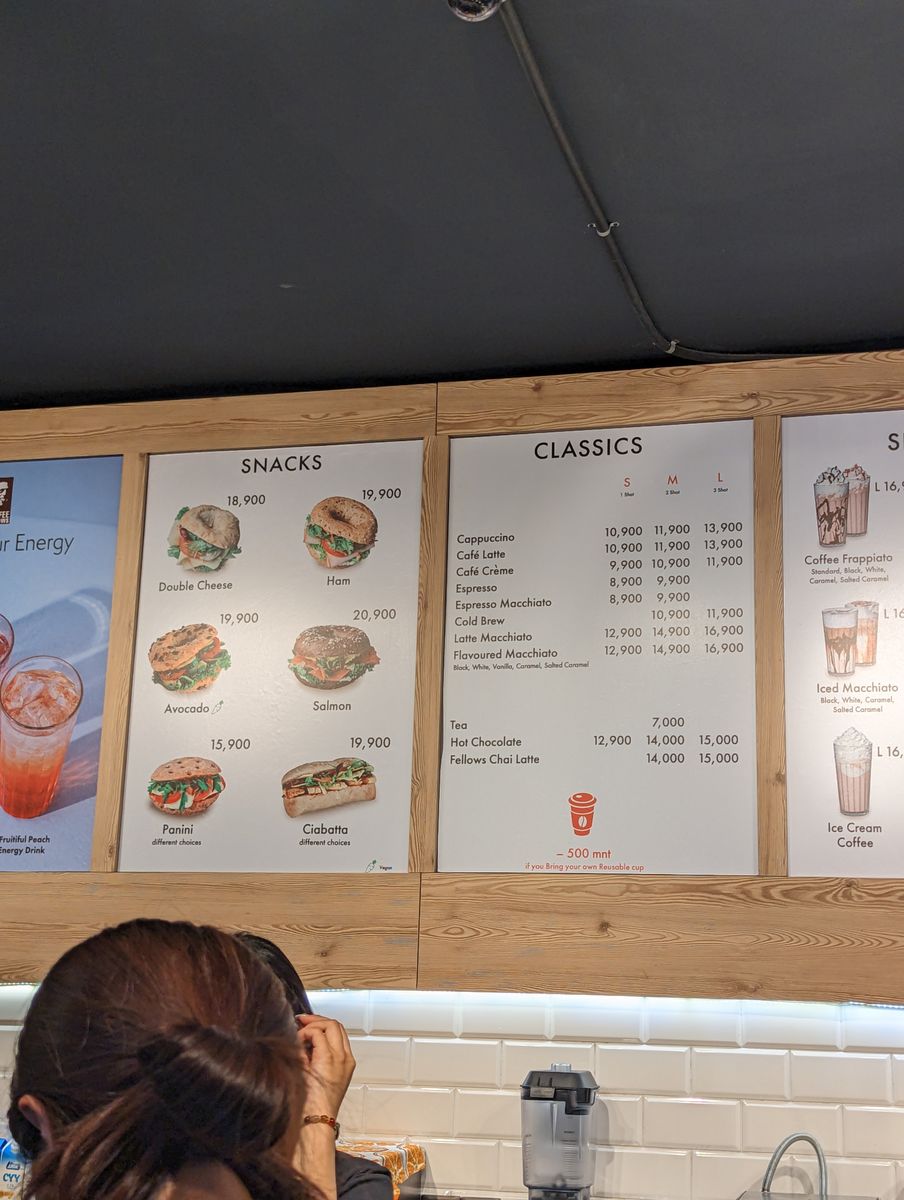 ur Energy
Fruitiful Peach
Energy Drink
SNACKS
18,900
Double Cheese
19,900
Ham
19,900
Avocado
20,900
Salmon
15,900
Panini
different choices
19,900
Ciabatta
different choices
CLASSICS
S M L
1 Shot 2 Shot 3 Shot
Cappuccino 10,900 11,900 13,900
Café Latte 10,900 11,900 13,900
Café Crème 9,900 10,900 11,900
Espresso 8,900 9,900
Espresso Macchiato 8,900 9,900
Cold Brew 10,900 11,900
Latte Macchiato 12,900 14,900 16,900
Flavoured Macchiato 12,900 14,900 16,900
Black, White, Vanilla, Caramel, Salted Caramel
Tea 7,000
Hot Chocolate 12,900 14,000 15,000
Fellows Chai Latte 14,000 15,000
– 500 mnt
if you Bring your own Reusable cup
L 16,
Coffee Frappiato
Standard, Black, White,
Caramel, Salted Caramel
L 16
Iced Macchiato
Black, White, Caramel,
Salted Caramel
L 16,
Ice Cream
Coffee